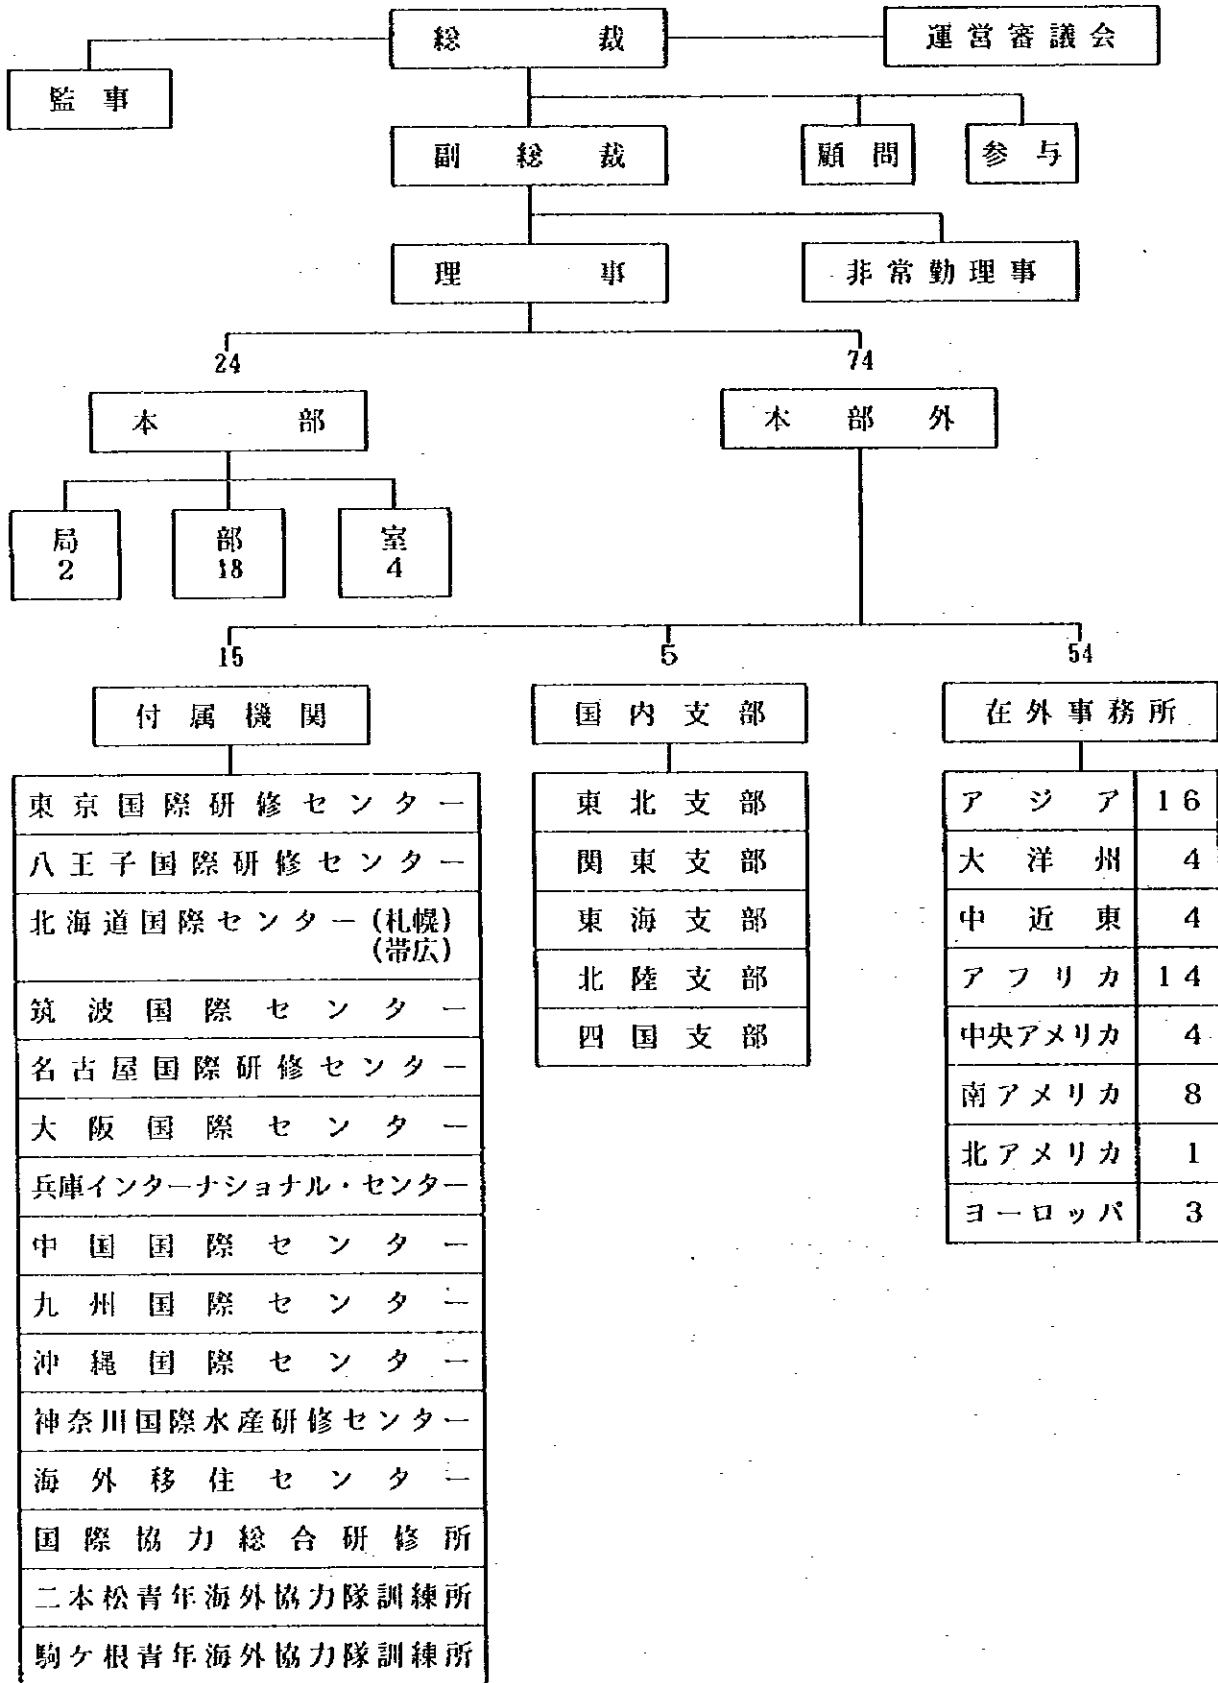 総裁
運営審議会
監事
副総裁
顧問
参与
理事
非常勤理事
24
74
本部
本部外
局
2
部
18
室
4
15
5
54
付属機関
国内支部
在外事務所
東京国際研修センター
八王子国際研修センター
北海道国際センター(札幌)
(帯広)
筑波国際センター
名古屋国際研修センター
大阪国際センター
兵庫インターナショナル・センター
中国国際センター
九州国際センター
沖縄国際センター
神奈川国際水産研修センター
海外移住センター
国際協力総合研修所
二本松青年海外協力隊訓練所
駒ケ根青年海外協力隊訓練所
東北支部
関東支部
東海支部
北陸支部
四国支部
アジア 16
大洋州 4
中近東 4
アフリカ 14
中央アメリカ 4
南アメリカ 8
北アメリカ 1
ヨーロッパ 3